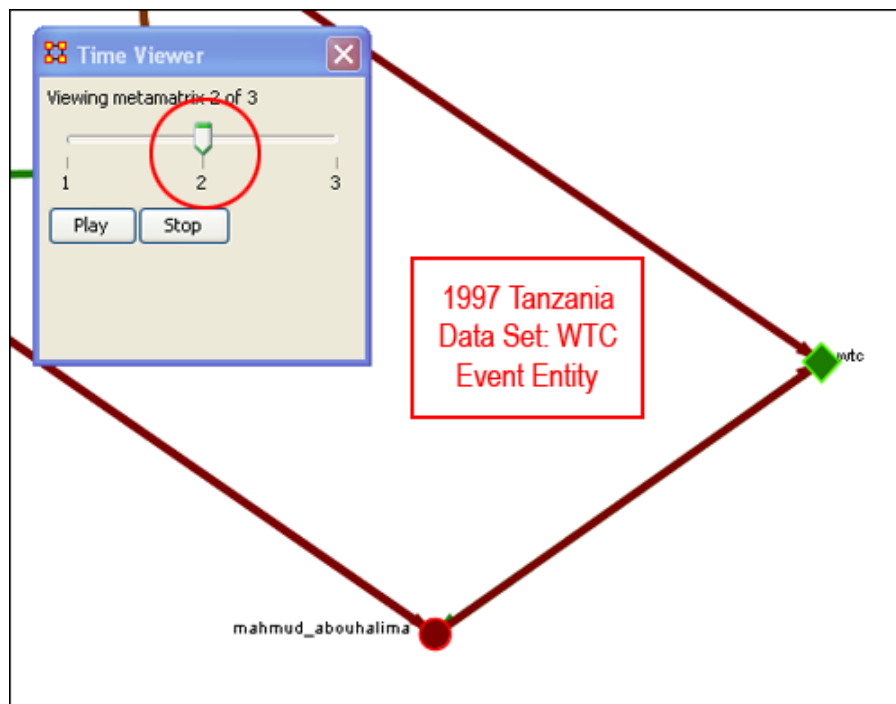 Time Viewer
Viewing metamatrix 2 of 3
1 2 3
Play Stop
1997 Tanzania
Data Set: WTC
Event Entity
wtc
mahmud_abouhalima